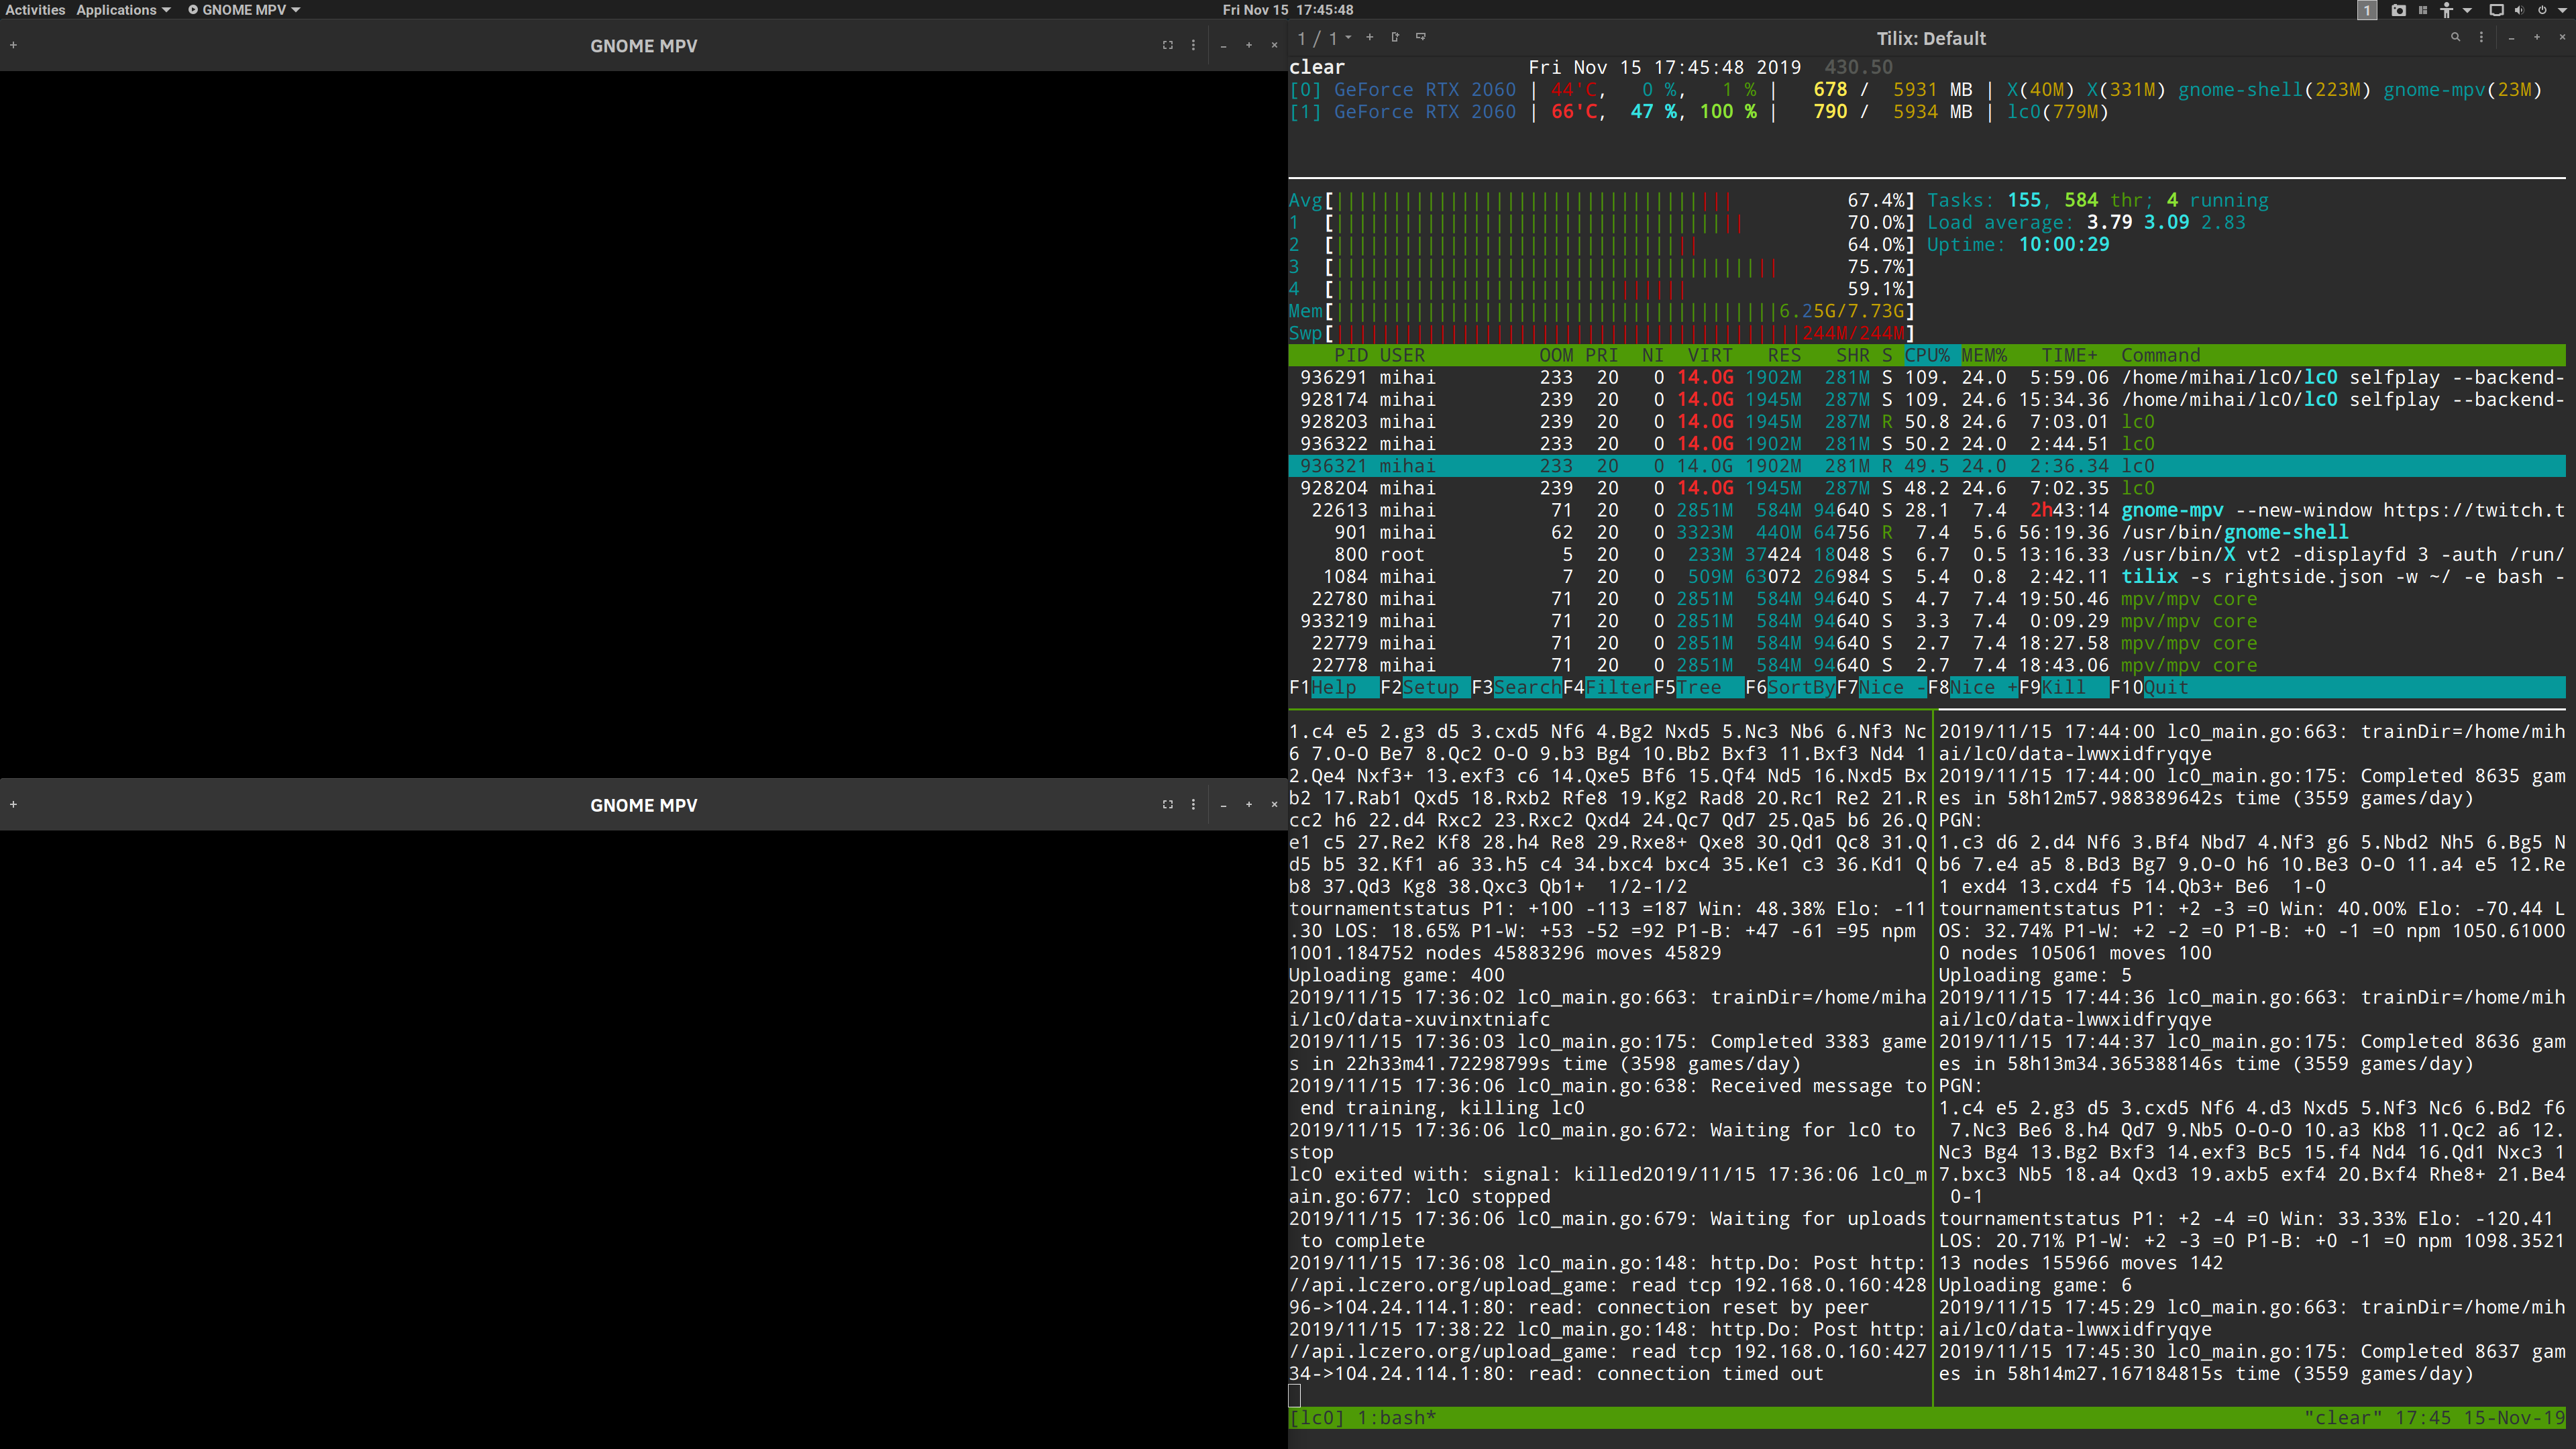 Activities Applications GNOME MPV Fri Nov 15 17:45:48 1
GNOME MPV
GNOME MPV
1 / 1 Tilix: Default
clear Fri Nov 15 17:45:48 2019 430.50
[0] GeForce RTX 2060 | 44'C, 0 %, 1 % | 678 / 5931 MB | X(40M) X(331M) gnome-shell(223M) gnome-mpv(23M)
[1] GeForce RTX 2060 | 66'C, 47 %, 100 % | 790 / 5934 MB | lc0(779M)
Avg[ 67.4%] Tasks: 155, 584 thr; 4 running
1 [ 70.0%] Load average: 3.79 3.09 2.83
2 [ 64.0%] Uptime: 10:00:29
3 [ 75.7%]
4 [ 59.1%]
Mem[ 6.25G/7.73G]
Swp[ 244M/244M]
PID USER OOM PRI NI VIRT RES SHR S CPU% MEM% TIME+ Command
936291 mihai 233 20 0 14.0G 1902M 281M S 109. 24.0 5:59.06 /home/mihai/lc0/lc0 selfplay --backend-
928174 mihai 239 20 0 14.0G 1945M 287M S 109. 24.6 15:34.36 /home/mihai/lc0/lc0 selfplay --backend-
928203 mihai 239 20 0 14.0G 1945M 287M R 50.8 24.6 7:03.01 lc0
936322 mihai 233 20 0 14.0G 1902M 281M S 50.2 24.0 2:44.51 lc0
936321 mihai 233 20 0 14.0G 1902M 281M R 49.5 24.0 2:36.34 lc0
928204 mihai 239 20 0 14.0G 1945M 287M S 48.2 24.6 7:02.35 lc0
22613 mihai 71 20 0 2851M 584M 94640 S 28.1 7.4 2h43:14 gnome-mpv --new-window https://twitch.t
901 mihai 62 20 0 3323M 440M 64756 R 7.4 5.6 56:19.36 /usr/bin/gnome-shell
800 root 5 20 0 233M 37424 18048 S 6.7 0.5 13:16.33 /usr/bin/X vt2 -displayfd 3 -auth /run/
1084 mihai 7 20 0 509M 63072 26984 S 5.4 0.8 2:42.11 tilix -s rightside.json -w ~/ -e bash -
22780 mihai 71 20 0 2851M 584M 94640 S 4.7 7.4 19:50.46 mpv/mpv core
933219 mihai 71 20 0 2851M 584M 94640 S 3.3 7.4 0:09.29 mpv/mpv core
22779 mihai 71 20 0 2851M 584M 94640 S 2.7 7.4 18:27.58 mpv/mpv core
22778 mihai 71 20 0 2851M 584M 94640 S 2.7 7.4 18:43.06 mpv/mpv core
F1Help F2Setup F3SearchF4FilterF5Tree F6SortByF7Nice -F8Nice +F9Kill F10Quit
1.c4 e5 2.g3 d5 3.cxd5 Nf6 4.Bg2 Nxd5 5.Nc3 Nb6 6.Nf3 Nc
6 7.O-O Be7 8.Qc2 O-O 9.b3 Bg4 10.Bb2 Bxf3 11.Bxf3 Nd4 1
2.Qe4 Nxf3+ 13.exf3 c6 14.Qxe5 Bf6 15.Qf4 Nd5 16.Nxd5 Bx
b2 17.Rab1 Qxd5 18.Rxb2 Rfe8 19.Kg2 Rad8 20.Rc1 Re2 21.R
cc2 h6 22.d4 Rxc2 23.Rxc2 Qxd4 24.Qc7 Qd7 25.Qa5 b6 26.Q
e1 c5 27.Re2 Kf8 28.h4 Re8 29.Rxe8+ Qxe8 30.Qd1 Qc8 31.Q
d5 b5 32.Kf1 a6 33.h5 c4 34.bxc4 bxc4 35.Ke1 c3 36.Kd1 Q
b8 37.Qd3 Kg8 38.Qxc3 Qb1+ 1/2-1/2
tournamentstatus P1: +100 -113 =187 Win: 48.38% Elo: -11
.30 LOS: 18.65% P1-W: +53 -52 =92 P1-B: +47 -61 =95 npm
1001.184752 nodes 45883296 moves 45829
Uploading game: 400
2019/11/15 17:36:02 lc0_main.go:663: trainDir=/home/miha
i/lc0/data-xuvinxtniafc
2019/11/15 17:36:03 lc0_main.go:175: Completed 3383 game
s in 22h33m41.72298799s time (3598 games/day)
2019/11/15 17:36:06 lc0_main.go:638: Received message to
end training, killing lc0
2019/11/15 17:36:06 lc0_main.go:672: Waiting for lc0 to
stop
lc0 exited with: signal: killed2019/11/15 17:36:06 lc0_m
ain.go:677: lc0 stopped
2019/11/15 17:36:06 lc0_main.go:679: Waiting for uploads
to complete
2019/11/15 17:36:08 lc0_main.go:148: http.Do: Post http:
//api.lczero.org/upload_game: read tcp 192.168.0.160:428
96->104.24.114.1:80: read: connection reset by peer
2019/11/15 17:38:22 lc0_main.go:148: http.Do: Post http:
//api.lczero.org/upload_game: read tcp 192.168.0.160:427
34->104.24.114.1:80: read: connection timed out
2019/11/15 17:44:00 lc0_main.go:663: trainDir=/home/mih
ai/lc0/data-lwwxidfryqye
2019/11/15 17:44:00 lc0_main.go:175: Completed 8635 gam
es in 58h12m57.988389642s time (3559 games/day)
PGN:
1.c3 d6 2.d4 Nf6 3.Bf4 Nbd7 4.Nf3 g6 5.Nbd2 Nh5 6.Bg5 N
b6 7.e4 a5 8.Bd3 Bg7 9.O-O h6 10.Be3 O-O 11.a4 e5 12.Re
1 exd4 13.cxd4 f5 14.Qb3+ Be6 1-0
tournamentstatus P1: +2 -3 =0 Win: 40.00% Elo: -70.44 L
OS: 32.74% P1-W: +2 -2 =0 P1-B: +0 -1 =0 npm 1050.61000
0 nodes 105061 moves 100
Uploading game: 5
2019/11/15 17:44:36 lc0_main.go:663: trainDir=/home/mih
ai/lc0/data-lwwxidfryqye
2019/11/15 17:44:37 lc0_main.go:175: Completed 8636 gam
es in 58h13m34.365388146s time (3559 games/day)
PGN:
1.c4 e5 2.g3 d5 3.cxd5 Nf6 4.d3 Nxd5 5.Nf3 Nc6 6.Bd2 f6
7.Nc3 Be6 8.h4 Qd7 9.Nb5 O-O-O 10.a3 Kb8 11.Qc2 a6 12.
Nc3 Bg4 13.Bg2 Bxf3 14.exf3 Bc5 15.f4 Nd4 16.Qd1 Nxc3 1
7.bxc3 Nb5 18.a4 Qxd3 19.axb5 exf4 20.Bxf4 Rhe8+ 21.Be4
0-1
tournamentstatus P1: +2 -4 =0 Win: 33.33% Elo: -120.41
LOS: 20.71% P1-W: +2 -3 =0 P1-B: +0 -1 =0 npm 1098.3521
13 nodes 155966 moves 142
Uploading game: 6
2019/11/15 17:45:29 lc0_main.go:663: trainDir=/home/mih
ai/lc0/data-lwwxidfryqye
2019/11/15 17:45:30 lc0_main.go:175: Completed 8637 gam
es in 58h14m27.167184815s time (3559 games/day)
[lc0] 1:bash* "clear" 17:45 15-Nov-19